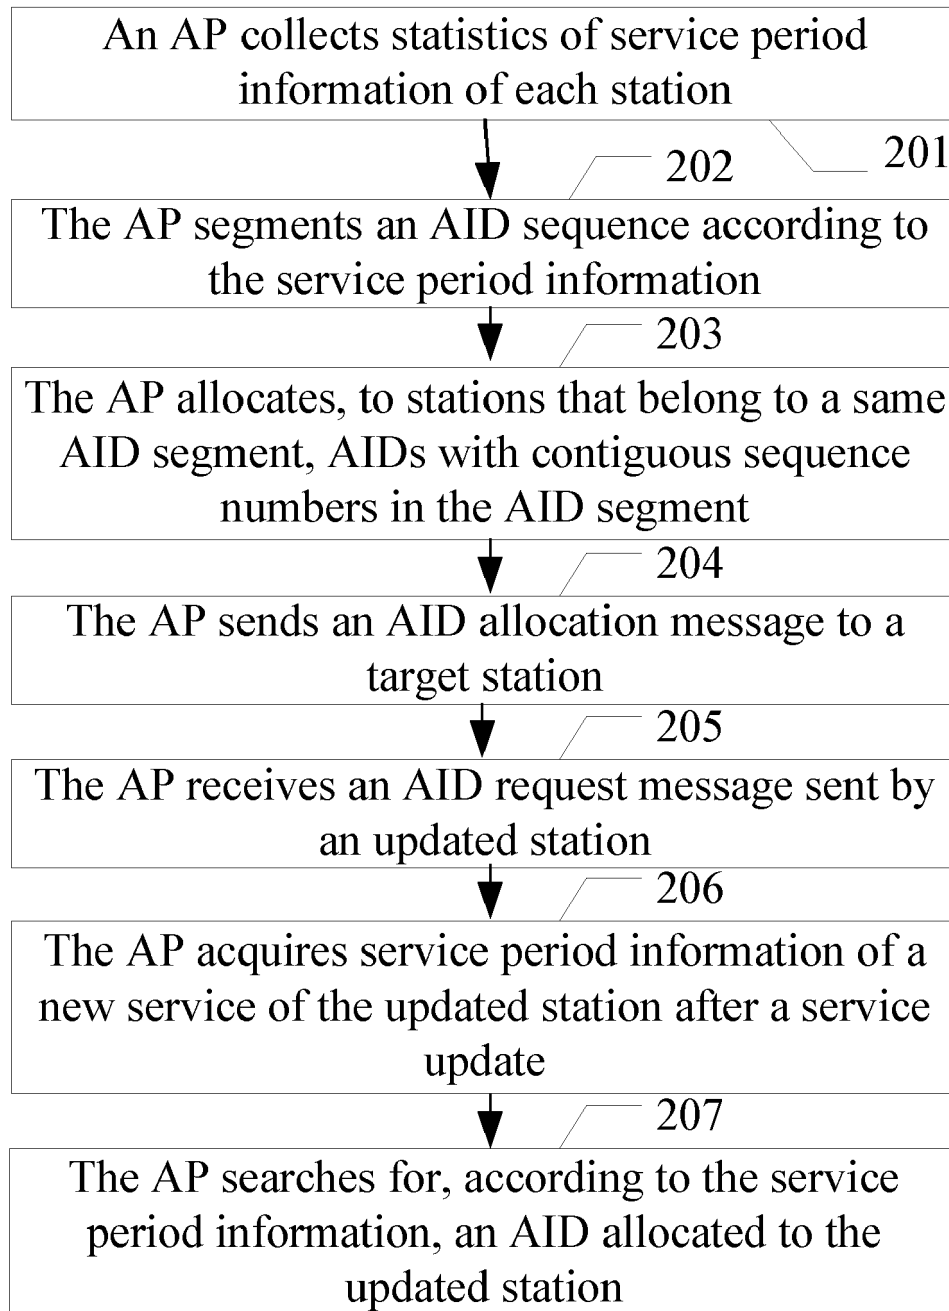 An AP collects statistics of service period
information of each station
201
202
The AP segments an AID sequence according to
the service period information
203
The AP allocates, to stations that belong to a same
AID segment, AIDs with contiguous sequence
numbers in the AID segment
204
The AP sends an AID allocation message to a
target station
205
The AP receives an AID request message sent by
an updated station
206
The AP acquires service period information of a
new service of the updated station after a service
update
207
The AP searches for, according to the service
period information, an AID allocated to the
updated station